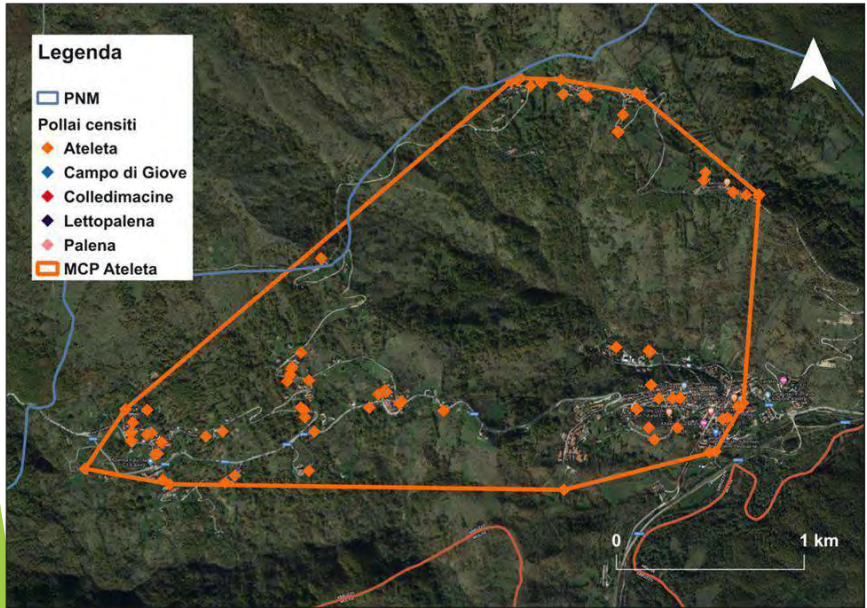 Legenda
PNM
Pollai censiti
Ateleta
Campo di Giove
Colledimacine
Lettopalena
Palena
MCP Ateleta
0 1 km